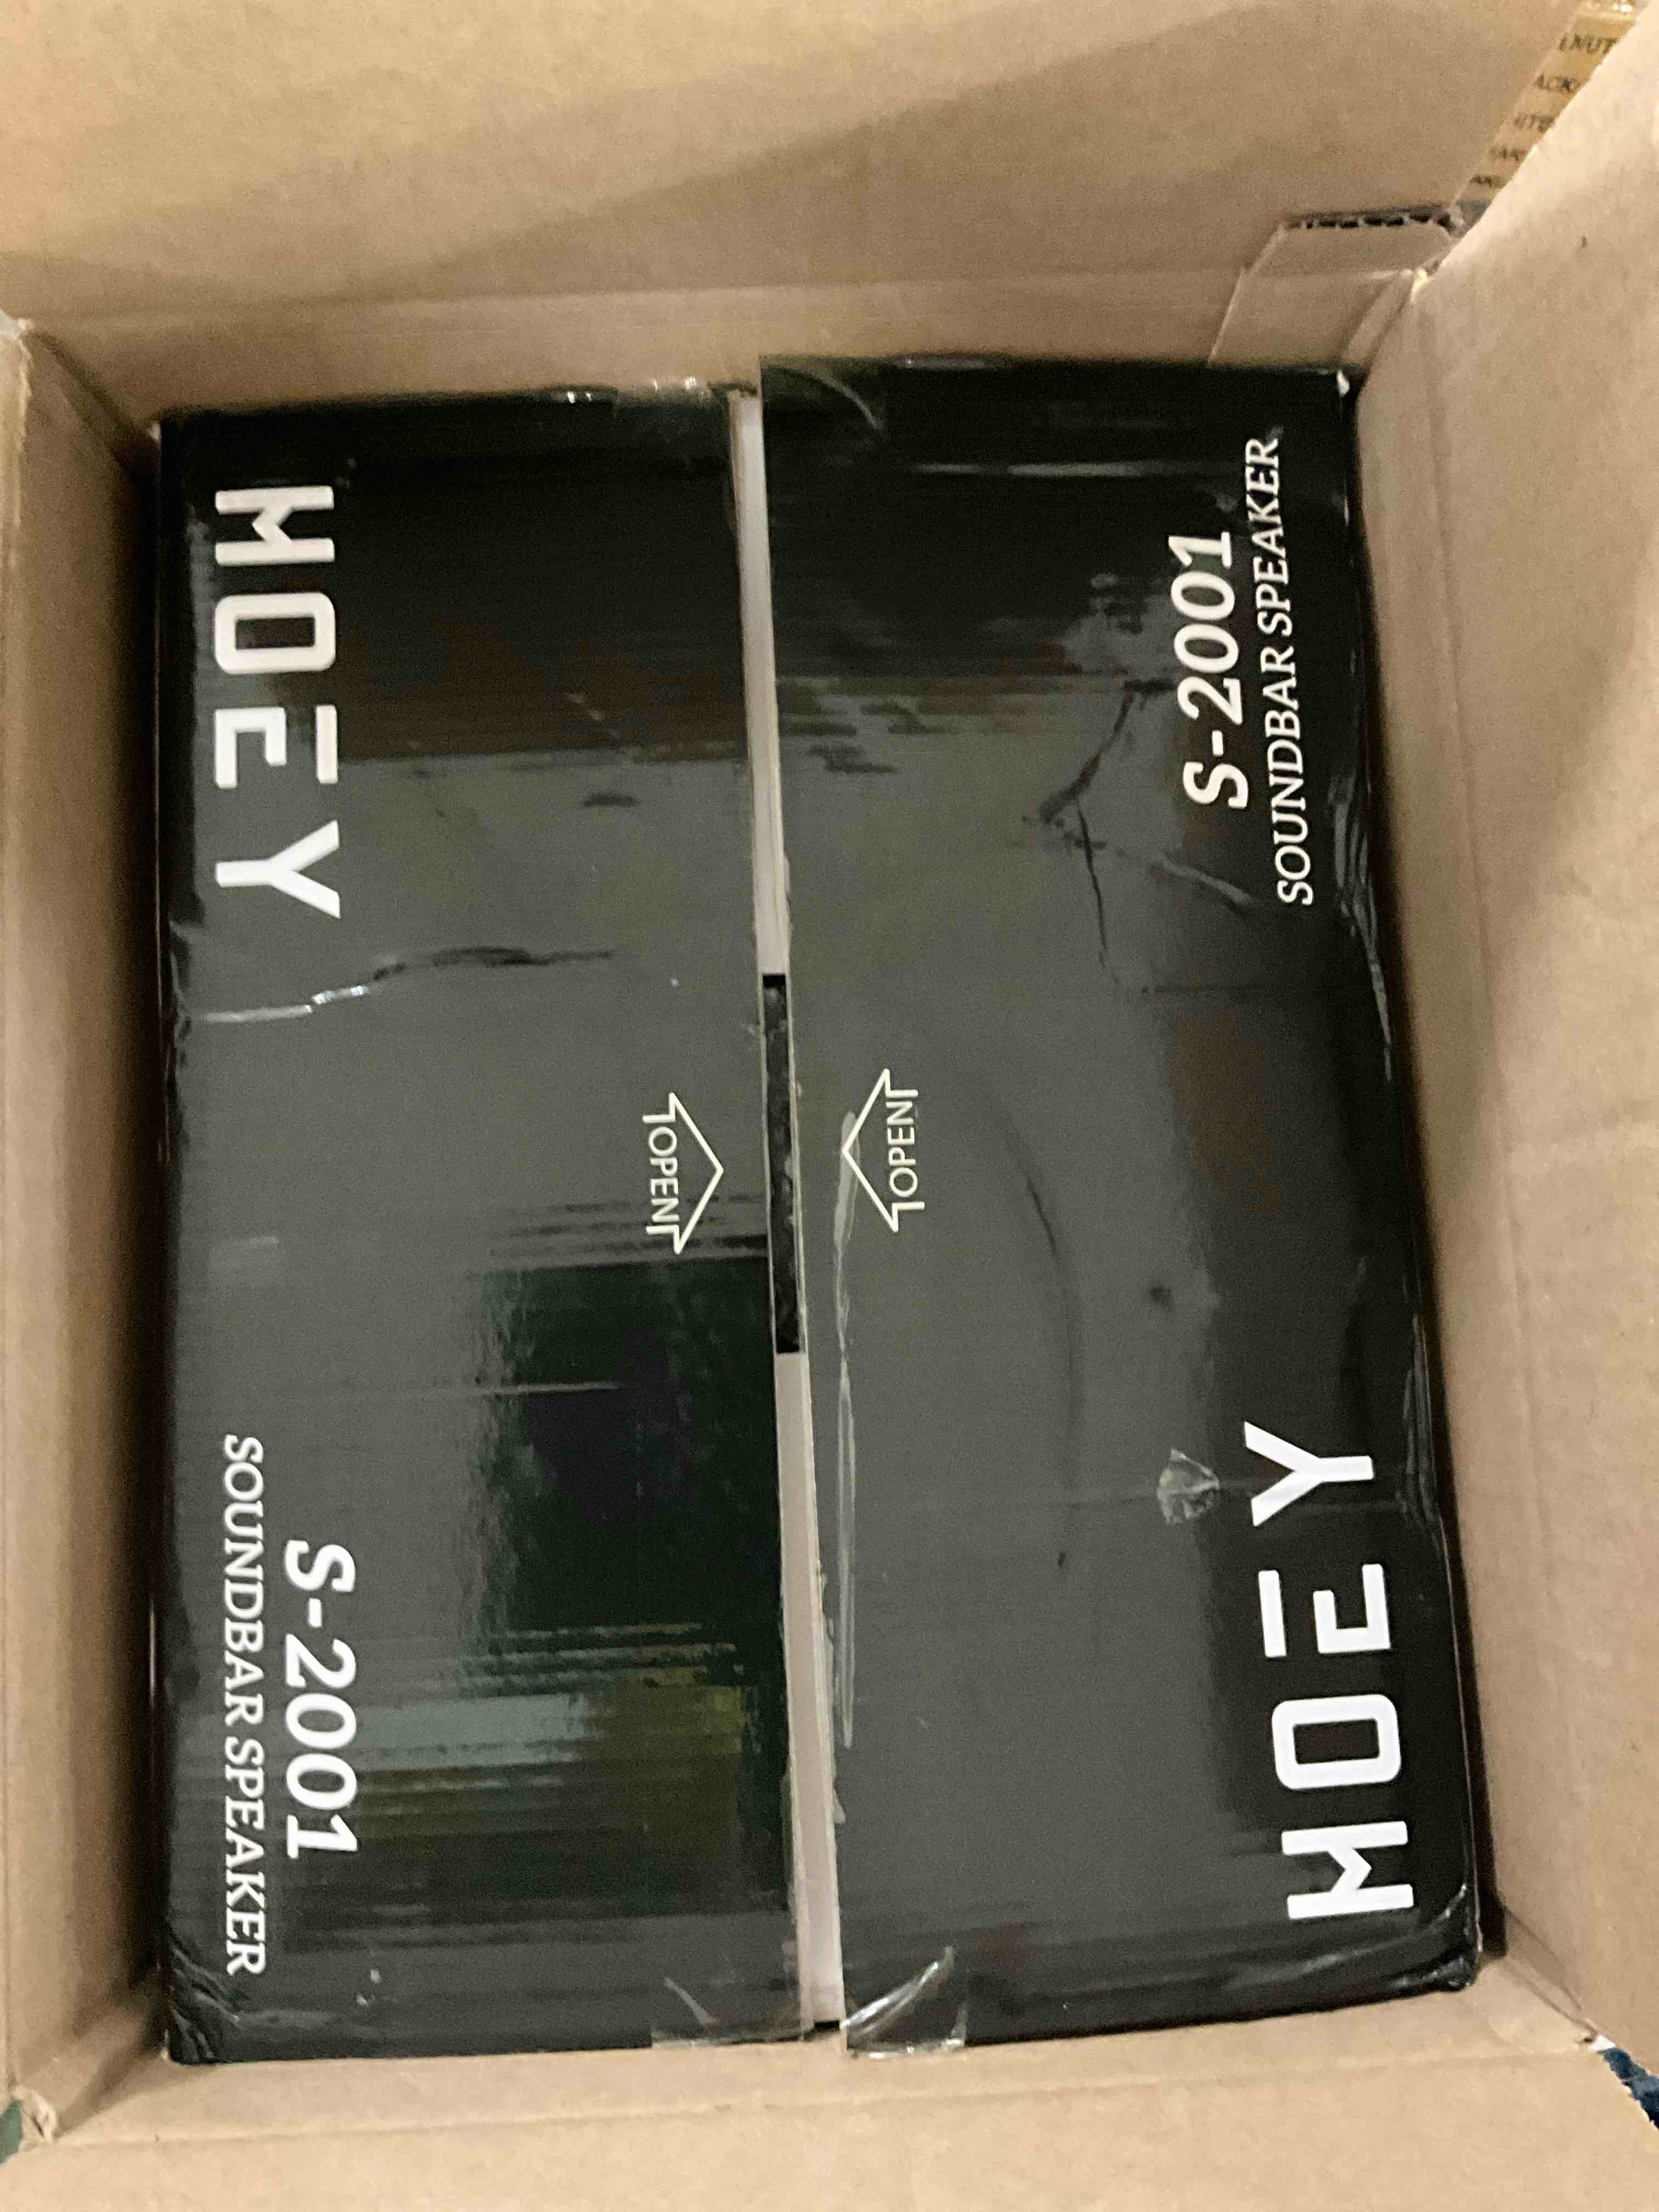 MOEY
S-2001
SOUNDBAR SPEAKER
OPEN
OPEN
S-2001
SOUNDBAR SPEAKER
MOEY